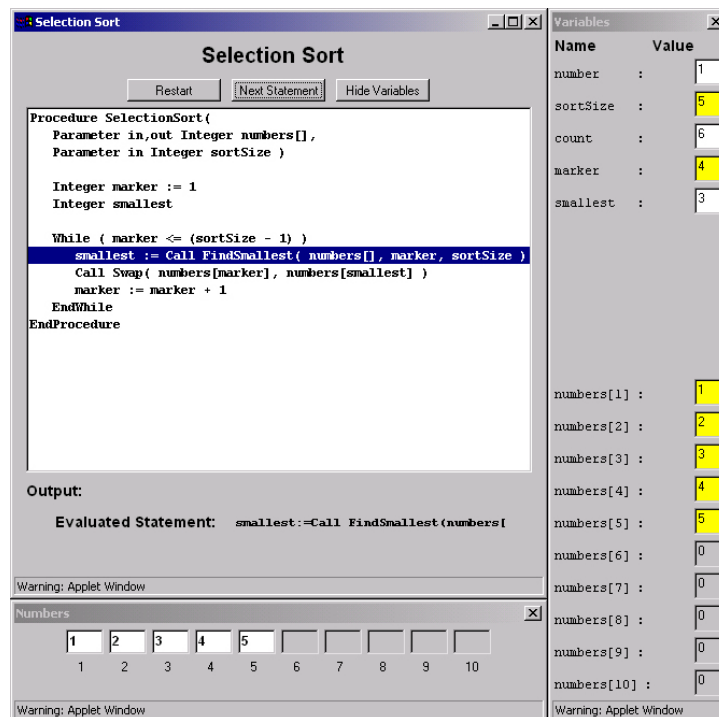 Selection Sort
Selection Sort
Restart Next Statement Hide Variables
Procedure SelectionSort(
Parameter in,out Integer numbers[],
Parameter in Integer sortSize )
Integer marker := 1
Integer smallest
While ( marker <= (sortSize - 1) )
smallest := Call FindSmallest( numbers[], marker, sortSize )
Call Swap( numbers[marker], numbers[smallest] )
marker := marker + 1
EndWhile
EndProcedure
Output:
Evaluated Statement: smallest:=Call FindSmallest(numbers[
Warning: Applet Window
Numbers
1 2 3 4 5
1 2 3 4 5 6 7 8 9 10
Warning: Applet Window
Variables
Name Value
number : 1
sortSize : 5
count : 6
marker : 4
smallest : 3
numbers[1] : 1
numbers[2] : 2
numbers[3] : 3
numbers[4] : 4
numbers[5] : 5
numbers[6] : 0
numbers[7] : 0
numbers[8] : 0
numbers[9] : 0
numbers[10] : 0
Warning: Applet Window